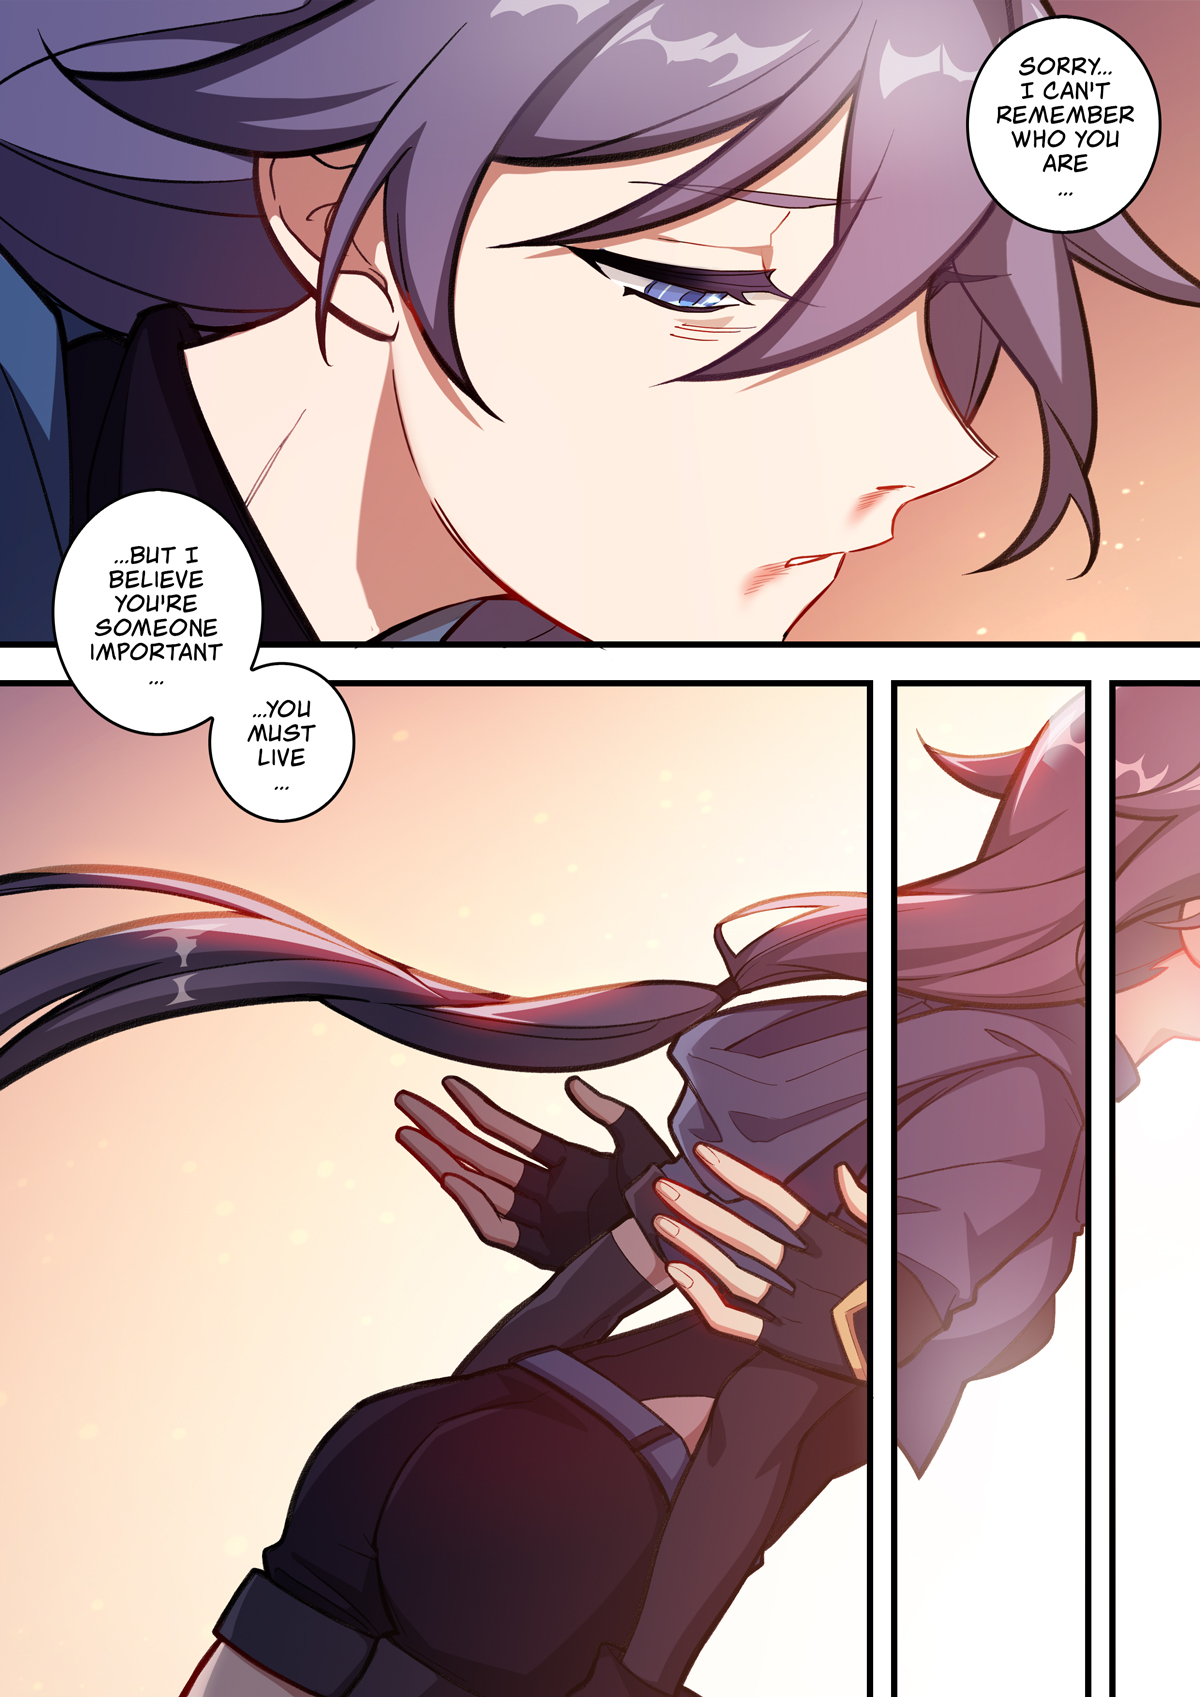 SORRY...
I CAN'T
REMEMBER
WHO YOU
ARE
...
...BUT I
BELIEVE
YOU'RE
SOMEONE
IMPORTANT
...
...YOU
MUST
LIVE
...